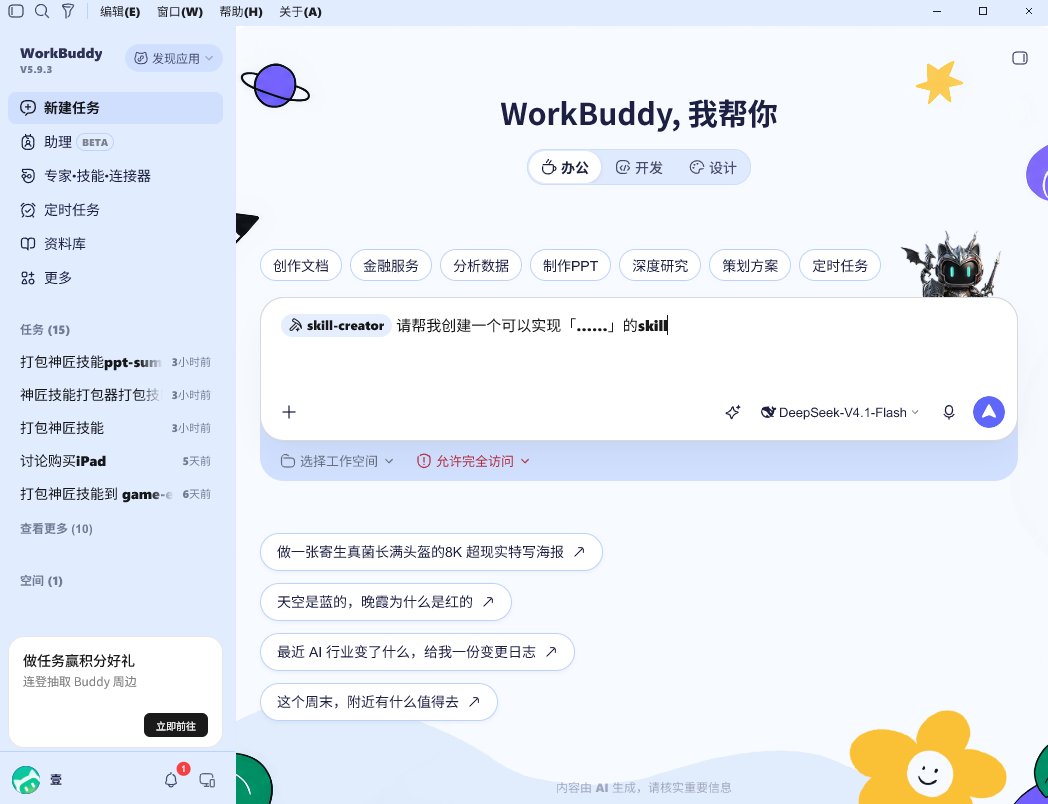 编辑(E) 窗口(W) 帮助(H) 关于(A)
WorkBuddy
V5.9.3
发现应用
新建任务
助理 BETA
专家·技能·连接器
定时任务
资料库
更多
任务 (15)
打包神匠技能ppt-sum 3小时前
神匠技能打包器打包技 3小时前
打包神匠技能 3小时前
讨论购买iPad 5天前
打包神匠技能到 game-e 6天前
查看更多 (10)
空间 (1)
做任务赢积分好礼
连登抽取 Buddy 周边
立即前往
壹
1
WorkBuddy, 我帮你
办公 开发 设计
创作文档 金融服务 分析数据 制作PPT 深度研究 策划方案 定时任务
skill-creator 请帮我创建一个可以实现「......」的skill
DeepSeek-V4.1-Flash
选择工作空间 允许完全访问
做一张寄生真菌长满头盔的8K 超现实特写海报
天空是蓝的，晚霞为什么是红的
最近 AI 行业变了什么，给我一份变更日志
这个周末，附近有什么值得去
内容由 AI 生成，请核实重要信息